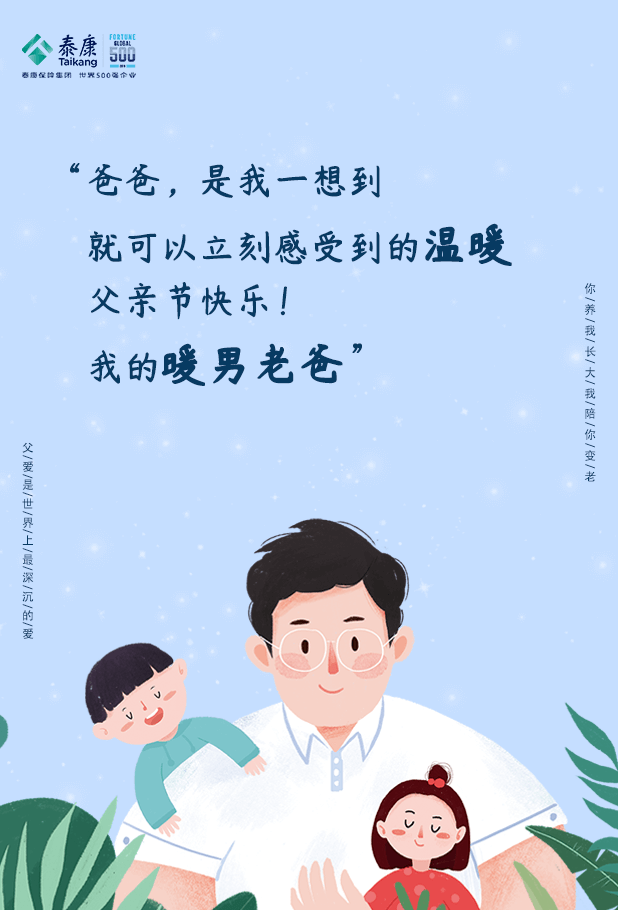 泰康
Taikang
FORTUNE
GLOBAL
500
泰康保险集团 世界500强企业
“爸爸，是我一想到
就可以立刻感受到的温暖
父亲节快乐！
我的暖男老爸”
你/养/我/长/大/我/陪/你/变/老
父/爱/是/世/界/上/最/深/沉/的/爱